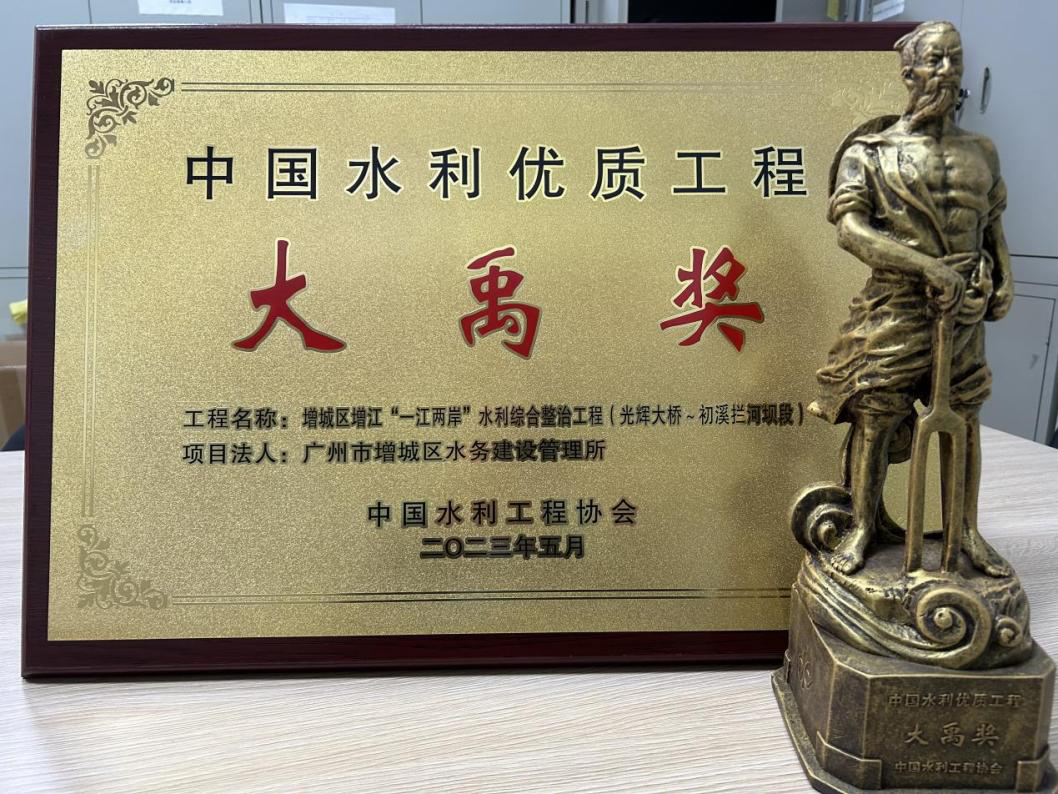 中国水利优质工程
大禹奖
工程名称：增城区增江“一江两岸”水利综合整治工程（光辉大桥～初溪拦河坝段）
项目法人：广州市增城区水务建设管理所
中国水利工程协会
二〇二三年五月
中国水利优质工程
大禹奖
中国水利工程协会